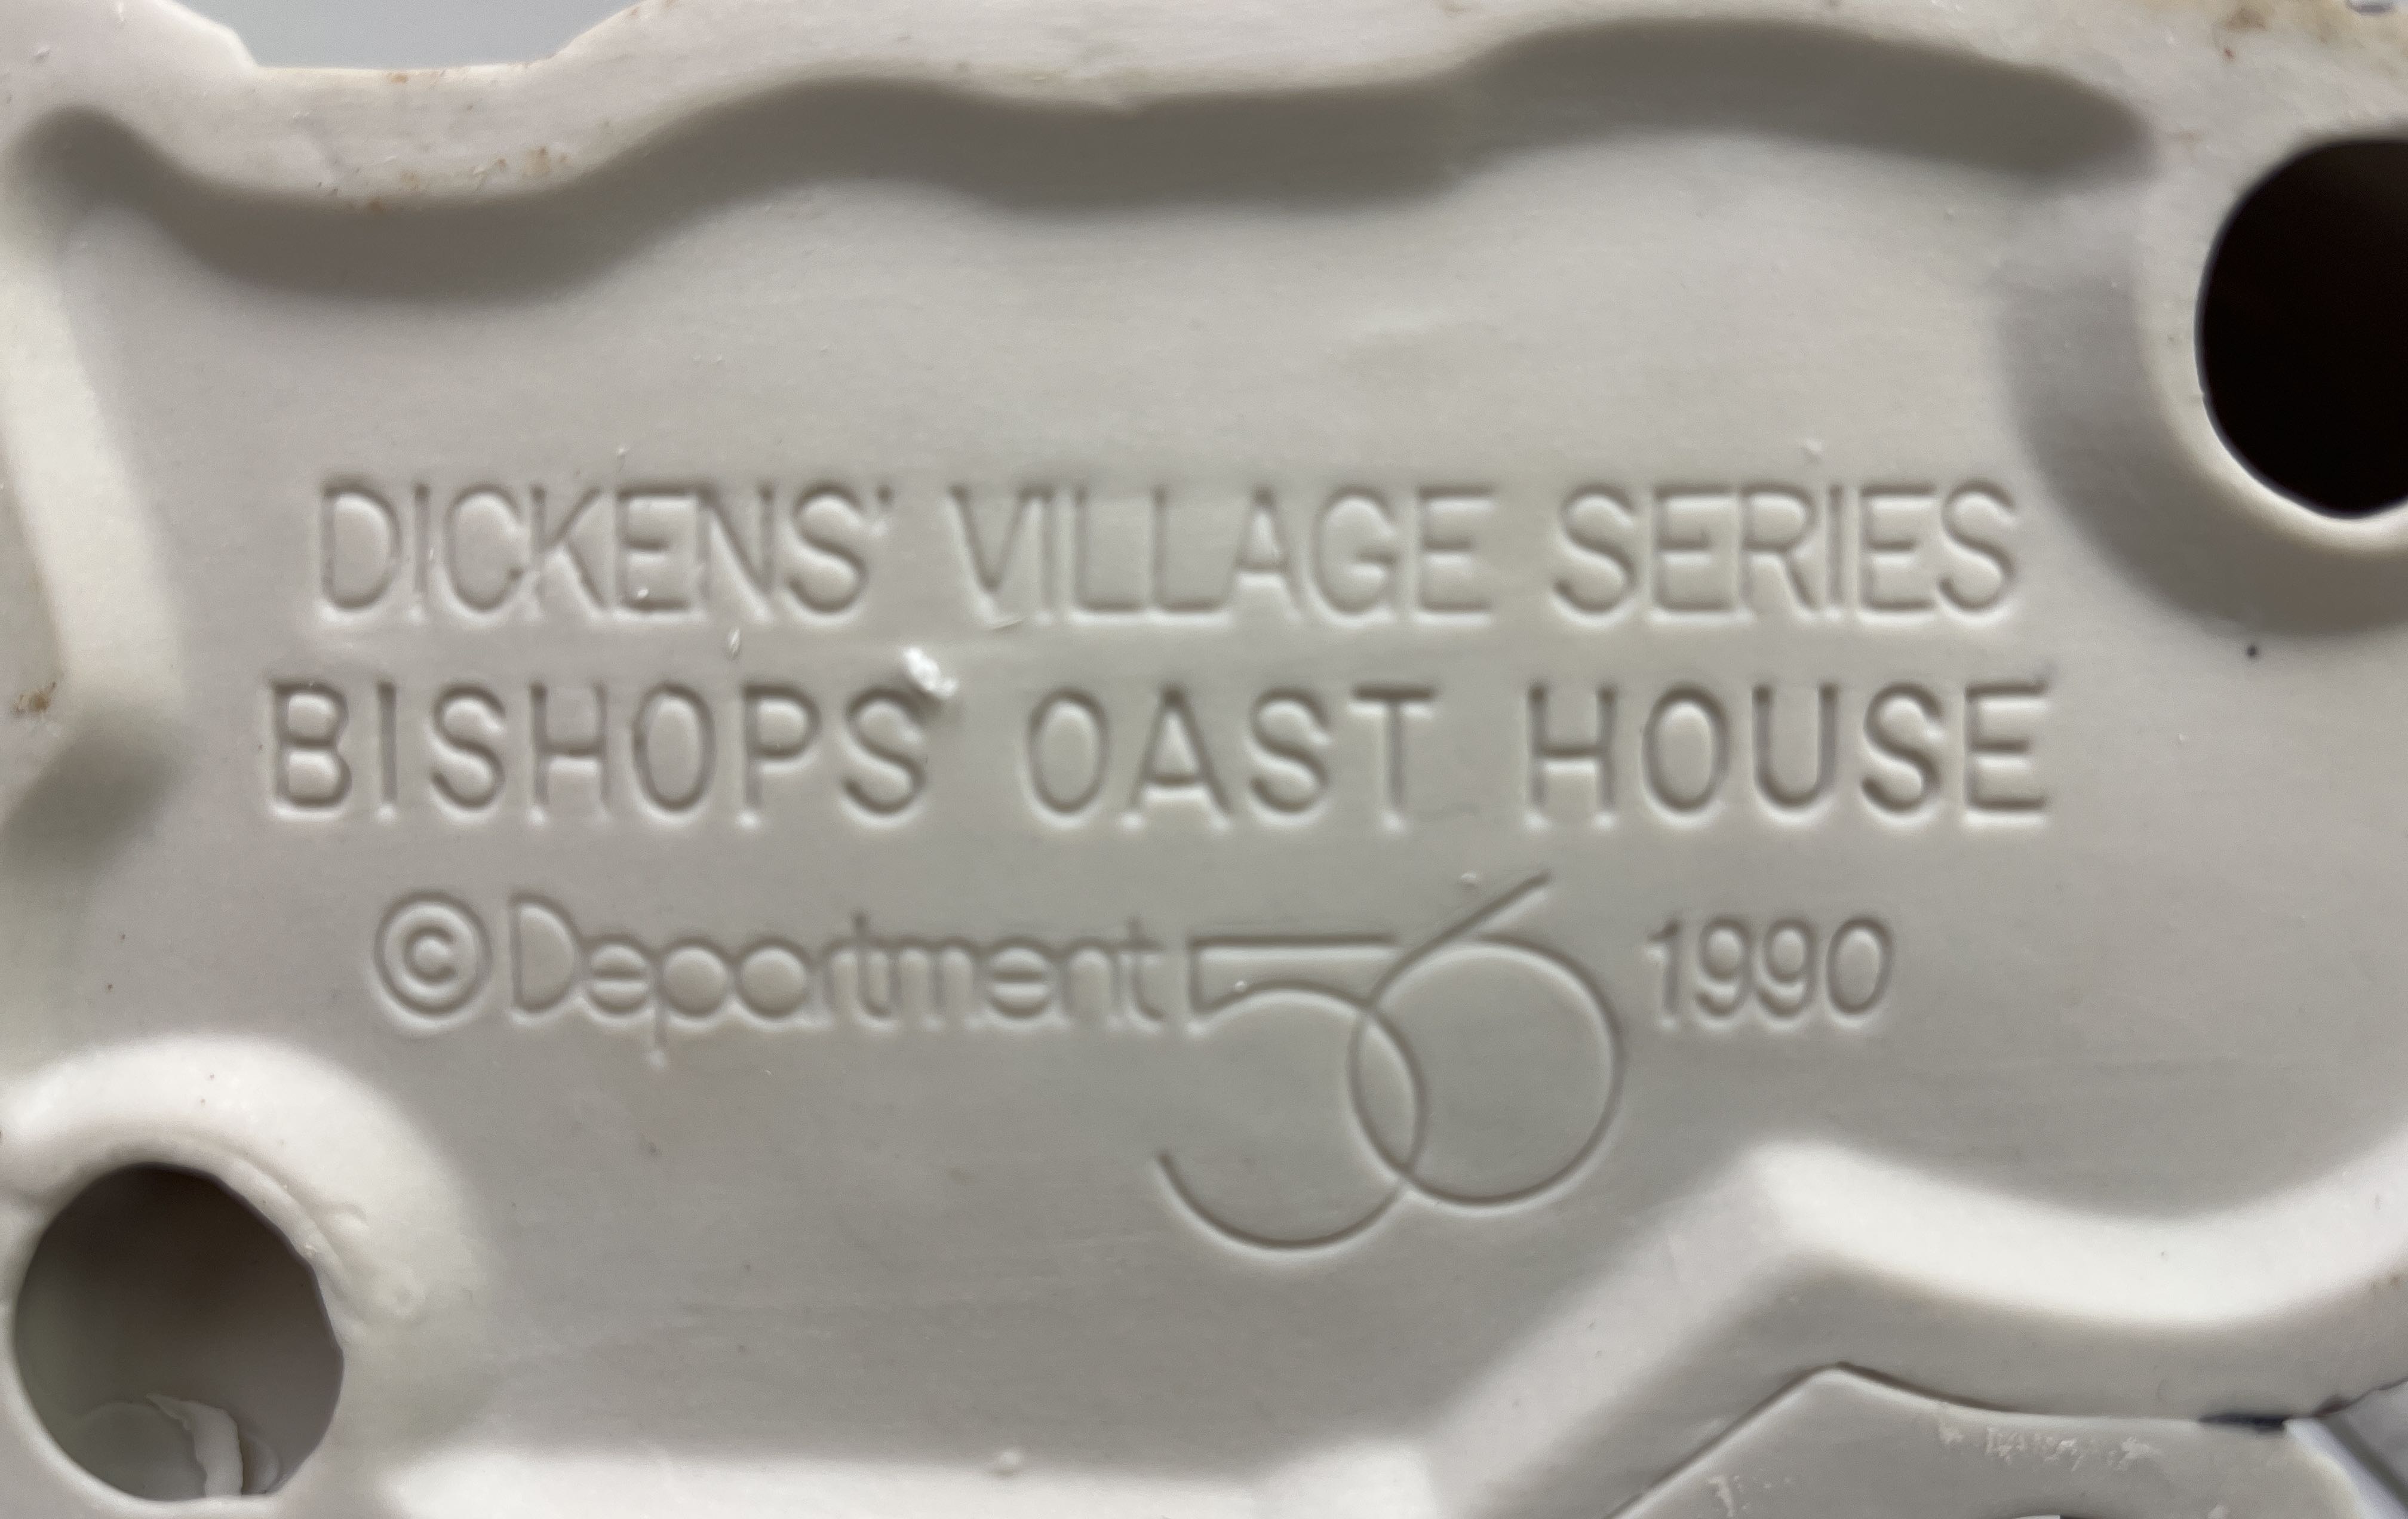 DICKENS' VILLAGE SERIES
BISHOPS OAST HOUSE
©Department 56 1990